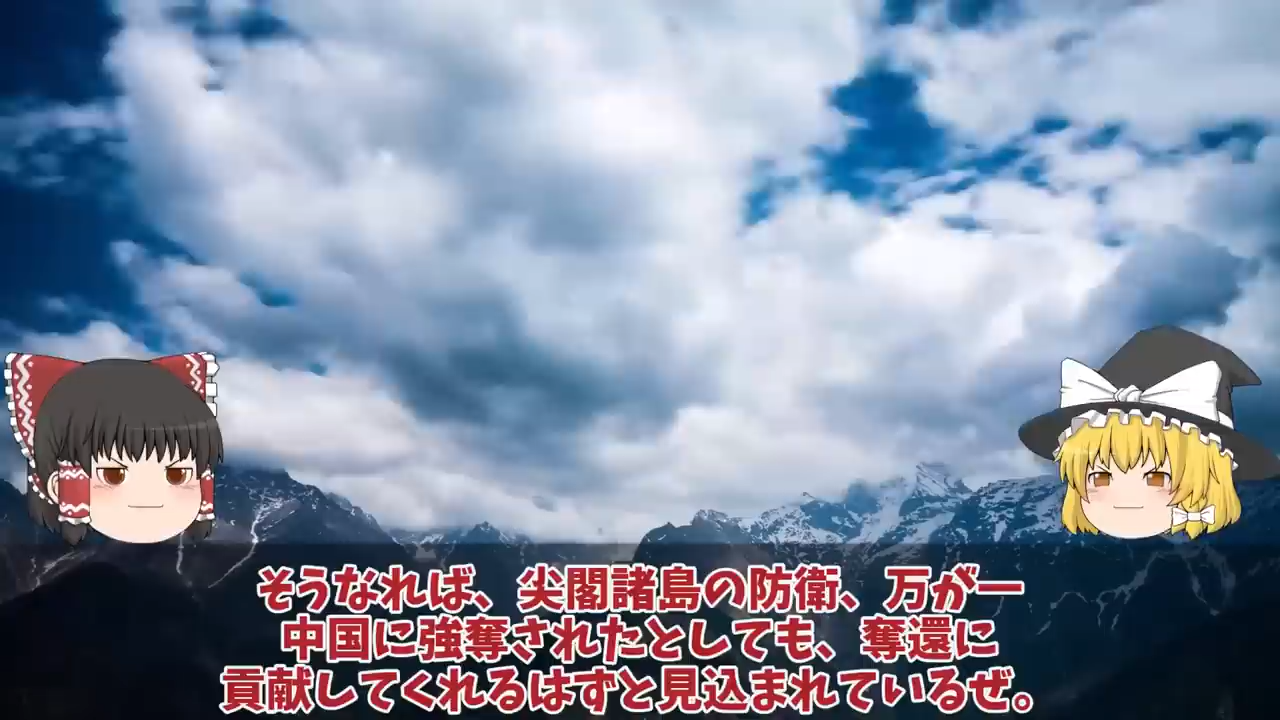 そうなれば、尖閣諸島の防衛、万が一
中国に強奪されたとしても、奪還に
貢献してくれるはずと見込まれているぜ。